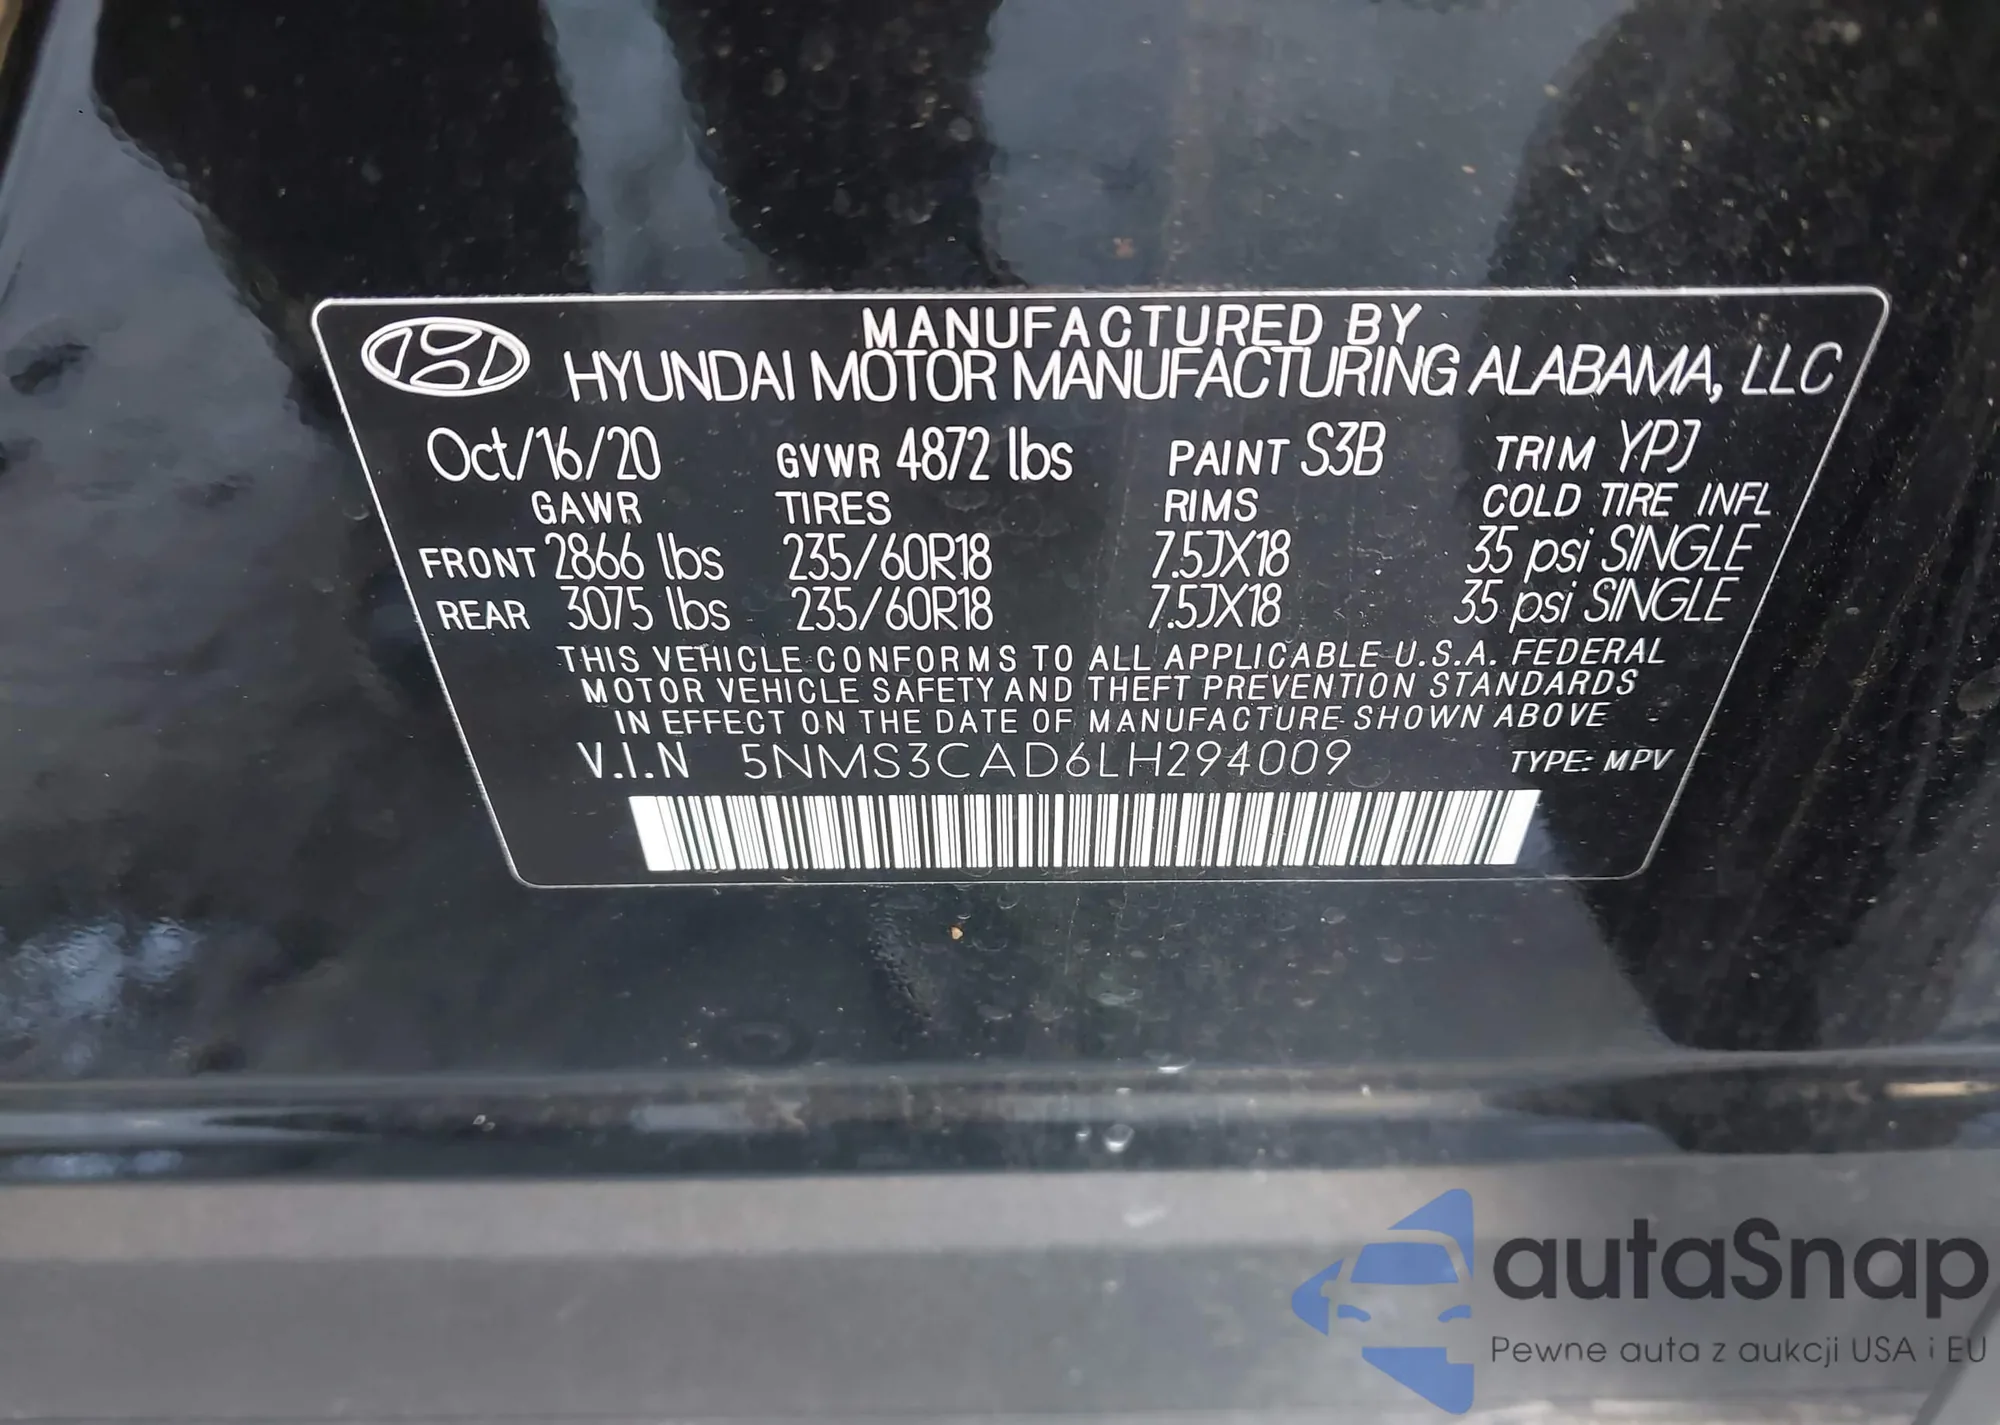 MANUFACTURED BY
HYUNDAI MOTOR MANUFACTURING ALABAMA, LLC
Oct/16/20 GVWR 4872 lbs PAINT S3B TRIM YPJ
GAWR TIRES RIMS COLD TIRE INFL
FRONT 2866 lbs 235/60R18 7.5JX18 35 psi SINGLE
REAR 3075 lbs 235/60R18 7.5JX18 35 psi SINGLE
THIS VEHICLE CONFORMS TO ALL APPLICABLE U.S.A. FEDERAL
MOTOR VEHICLE SAFETY AND THEFT PREVENTION STANDARDS
IN EFFECT ON THE DATE OF MANUFACTURE SHOWN ABOVE
V.I.N 5NMS3CAD6LH294009 TYPE: MPV
autaSnap
Pewne auta z aukcji USA i EU